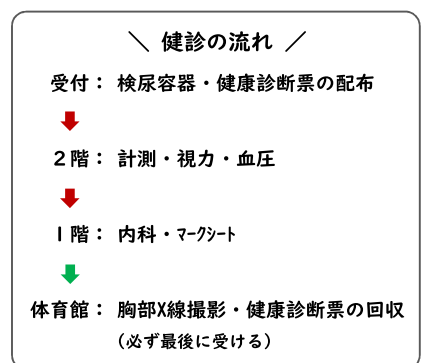 ＼ 健診の流れ ／
受付： 検尿容器・健康診断票の配布
２階： 計測・視力・血圧
１階： 内科・ﾏｰｸｼｰﾄ
体育館： 胸部X線撮影・健康診断票の回収
（必ず最後に受ける）